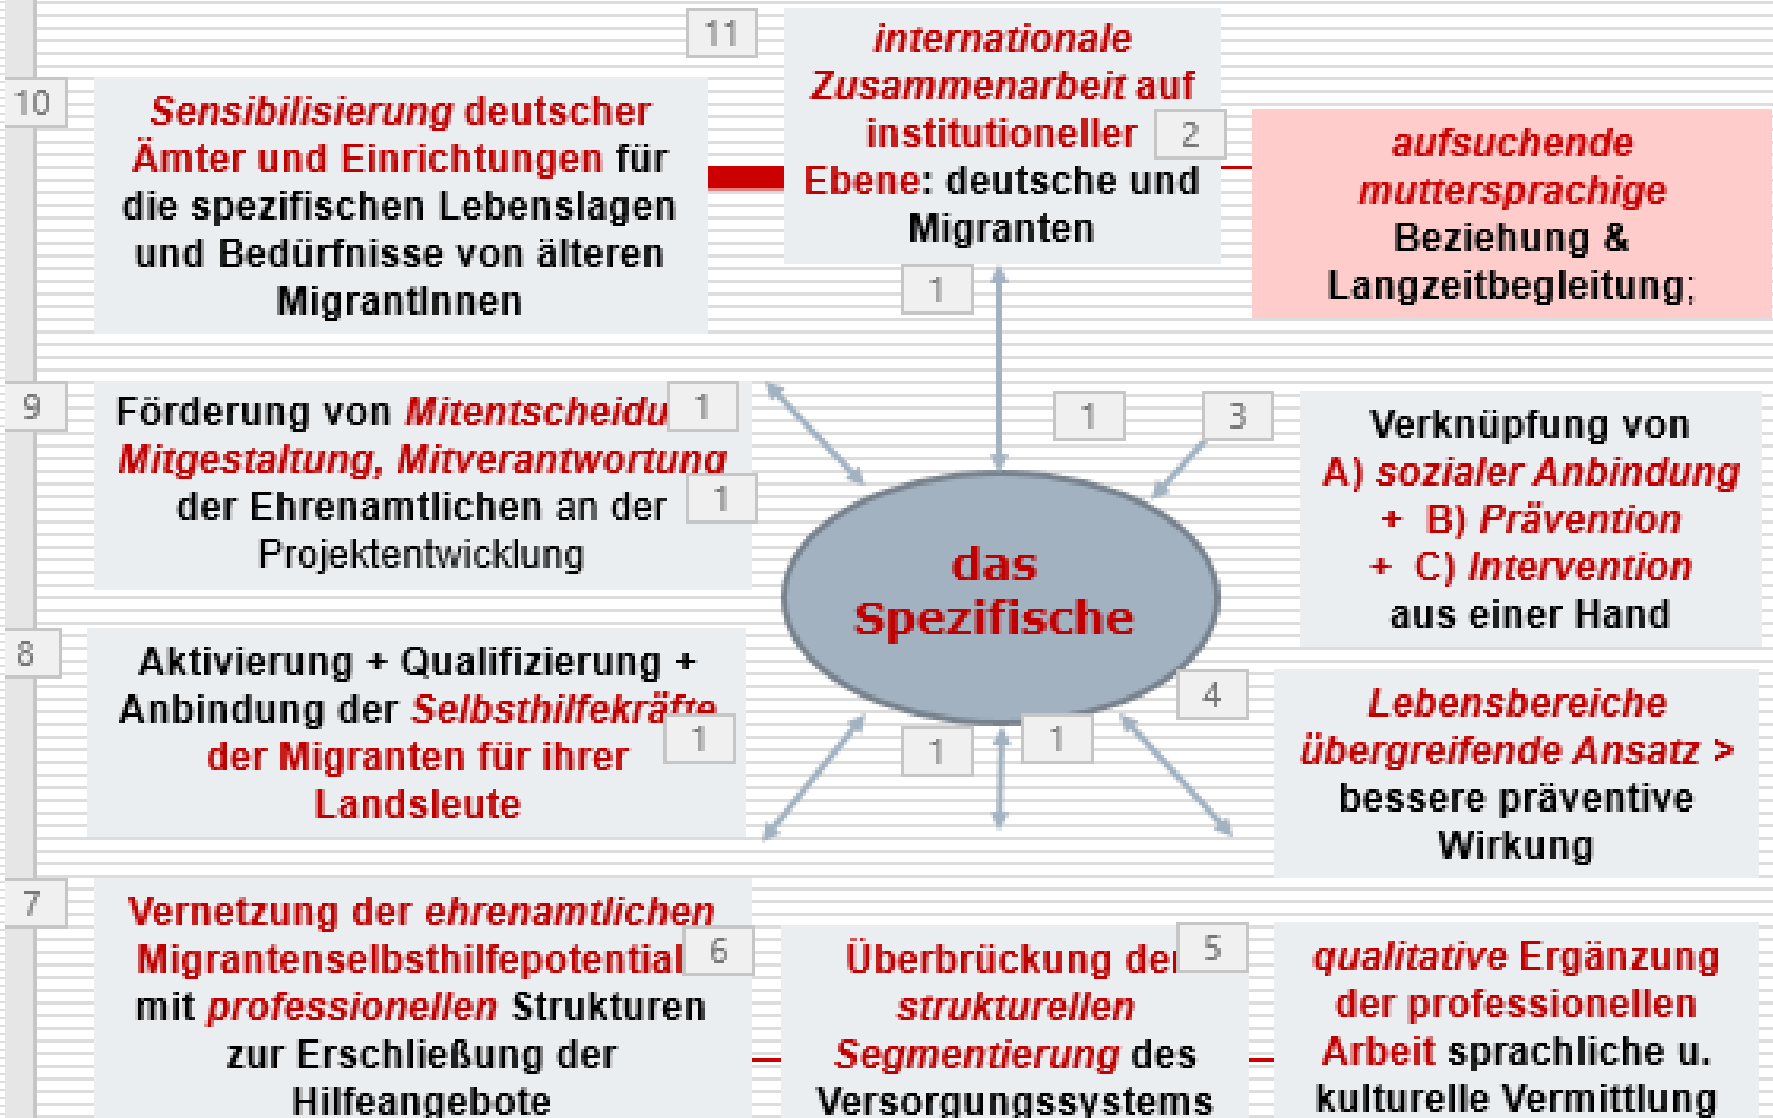 11
internationale
Zusammenarbeit auf
institutioneller
Ebene: deutsche und
Migranten
10
Sensibilisierung deutscher
Ämter und Einrichtungen für
die spezifischen Lebenslagen
und Bedürfnisse von älteren
MigrantInnen
2
aufsuchende
muttersprachige
Beziehung &
Langzeitbegleitung;
1
9
Förderung von
1
Mitgestaltung, Mitverantwortung
der Ehrenamtlichen an der
1
Projektentwicklung
1
3
Verknüpfung von
A) sozialer Anbindung
+ B) Prävention
+ C) Intervention
aus einer Hand
das
Spezifische
8
Aktivierung + Qualifizierung +
Anbindung der Selbsthilfekräfte
der Migranten für ihrer
1
Landsleute
1
1
4
Lebensbereiche
übergreifende Ansatz >
bessere präventive
Wirkung
7
Vernetzung der ehrenamtlichen
Migrantenselbsthilfepotential
mit professionellen Strukturen
zur Erschließung der
Hilfeangebote
6
Überbrückung der
strukturellen
Segmentierung des
Versorgungssystems
5
qualitative Ergänzung
der professionellen
Arbeit sprachliche u.
kulturelle Vermittlung